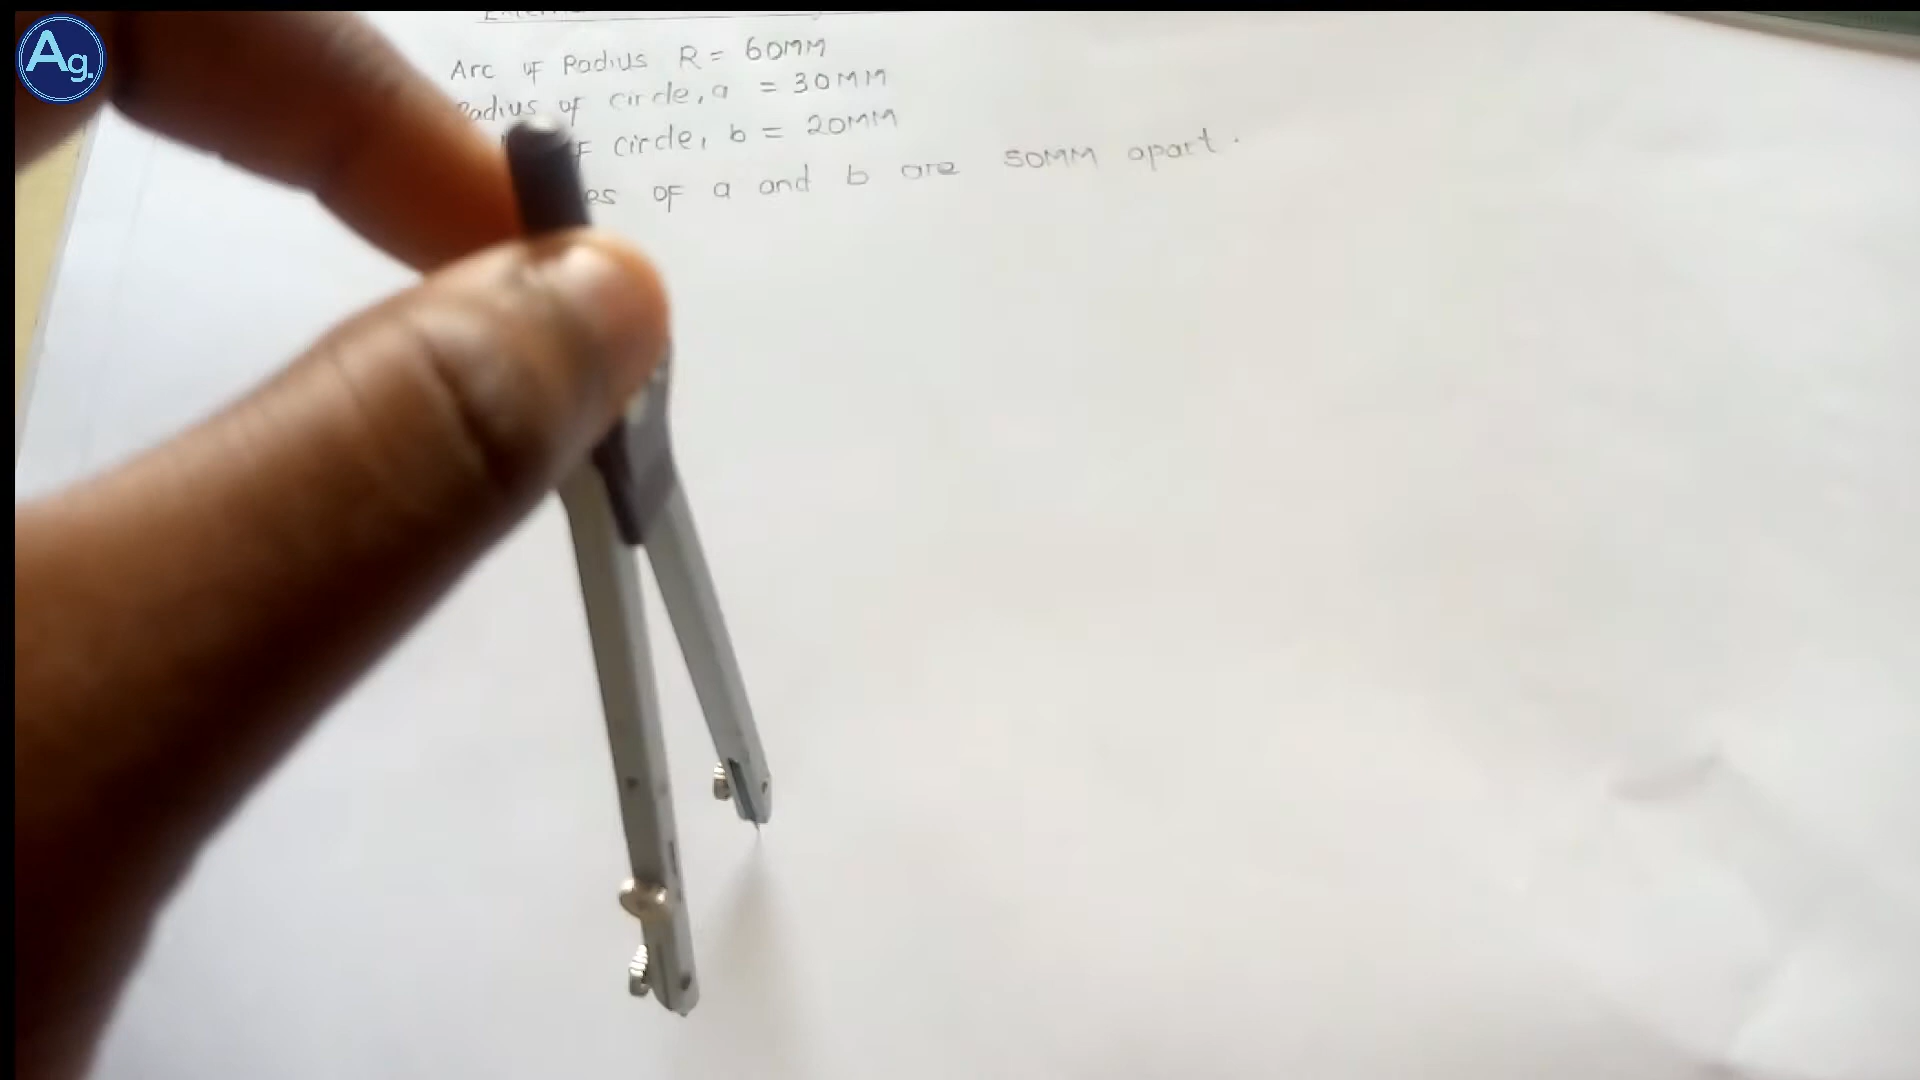 Ag.
Arc of Radius R = 60MM
Radius of circle, a = 30MM
circle, b = 20MM
of a and b are 50MM apart.